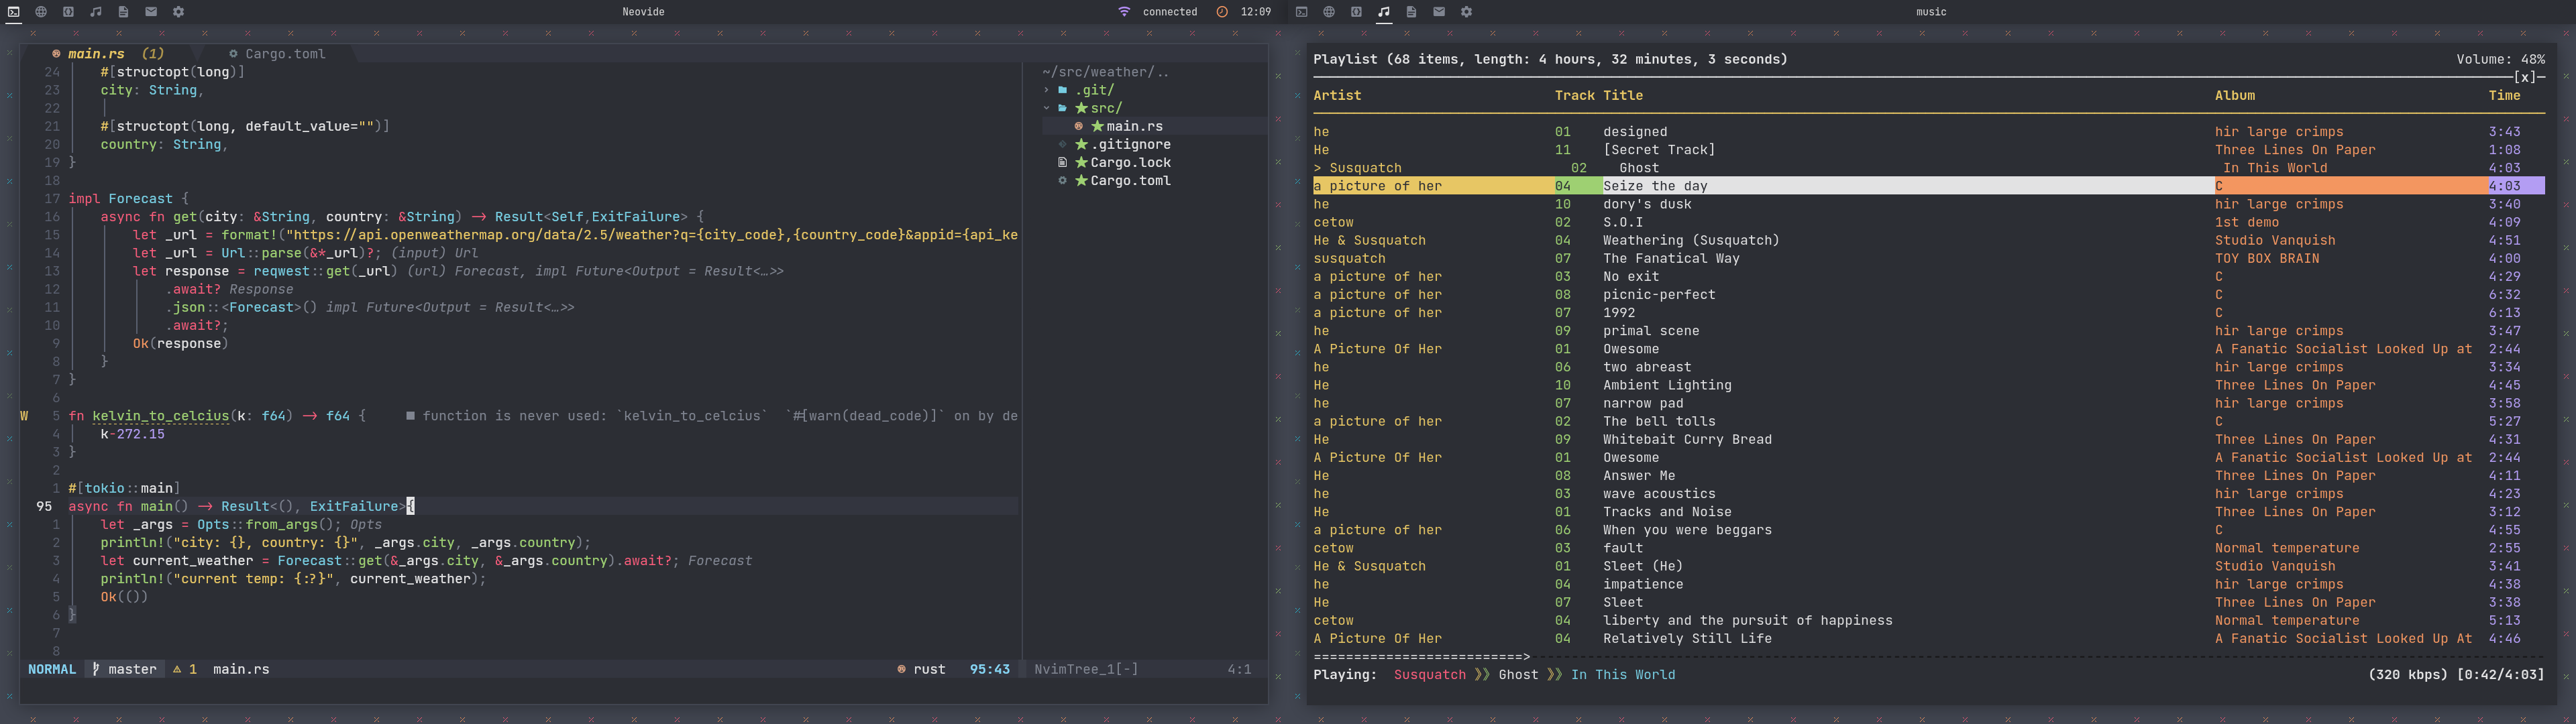 Neovide
connected 12:09
music
main.rs (1) Cargo.toml
24 #[structopt(long)]
23 city: String,
22
21 #[structopt(long, default_value="")]
20 country: String,
19 }
18
17 impl Forecast {
16 async fn get(city: &String, country: &String) -> Result<Self,ExitFailure> {
15 let _url = format!("https://api.openweathermap.org/data/2.5/weather?q={city_code},{country_code}&appid={api_ke
14 let _url = Url::parse(&*_url)?; (input) Url
13 let response = reqwest::get(_url) (url) Forecast, impl Future<Output = Result<…>>
12 .await? Response
11 .json::<Forecast>() impl Future<Output = Result<…>>
10 .await?;
9 Ok(response)
8 }
7 }
6
W 5 fn kelvin_to_celcius(k: f64) -> f64 { ■ function is never used: `kelvin_to_celcius` `#[warn(dead_code)]` on by de
4 k-272.15
3 }
2
1 #[tokio::main]
95 async fn main() -> Result<(), ExitFailure>{
1 let _args = Opts::from_args(); Opts
2 println!("city: {}, country: {}", _args.city, _args.country);
3 let current_weather = Forecast::get(&_args.city, &_args.country).await?; Forecast
4 println!("current temp: {:?}", current_weather);
5 Ok(())
6 }
7
8
NORMAL master ⚠ 1 main.rs rust 95:43
~/src/weather/..
› .git/
★ src/
★ main.rs
★ .gitignore
★ Cargo.lock
★ Cargo.toml
NvimTree_1[-] 4:1
Playlist (68 items, length: 4 hours, 32 minutes, 3 seconds) Volume: 48%
[x]
Artist Track Title Album Time
he 01 designed hir large crimps 3:43
He 11 [Secret Track] Three Lines On Paper 1:08
> Susquatch 02 Ghost In This World 4:03
a picture of her 04 Seize the day C 4:03
he 10 dory's dusk hir large crimps 3:40
cetow 02 S.O.I 1st demo 4:09
He & Susquatch 04 Weathering (Susquatch) Studio Vanquish 4:51
susquatch 07 The Fanatical Way TOY BOX BRAIN 4:00
a picture of her 03 No exit C 4:29
a picture of her 08 picnic-perfect C 6:32
a picture of her 07 1992 C 6:13
he 09 primal scene hir large crimps 3:47
A Picture Of Her 01 Owesome A Fanatic Socialist Looked Up at 2:44
he 06 two abreast hir large crimps 3:34
He 10 Ambient Lighting Three Lines On Paper 4:45
he 07 narrow pad hir large crimps 3:58
a picture of her 02 The bell tolls C 5:27
He 09 Whitebait Curry Bread Three Lines On Paper 4:31
A Picture Of Her 01 Owesome A Fanatic Socialist Looked Up at 2:44
He 08 Answer Me Three Lines On Paper 4:11
he 03 wave acoustics hir large crimps 4:23
He 01 Tracks and Noise Three Lines On Paper 3:12
a picture of her 06 When you were beggars C 4:55
cetow 03 fault Normal temperature 2:55
He & Susquatch 01 Sleet (He) Studio Vanquish 3:41
he 04 impatience hir large crimps 4:38
He 07 Sleet Three Lines On Paper 3:38
cetow 04 liberty and the pursuit of happiness Normal temperature 5:13
A Picture Of Her 04 Relatively Still Life A Fanatic Socialist Looked Up At 4:46
Playing: Susquatch 》 Ghost 》 In This World (320 kbps) [0:42/4:03]